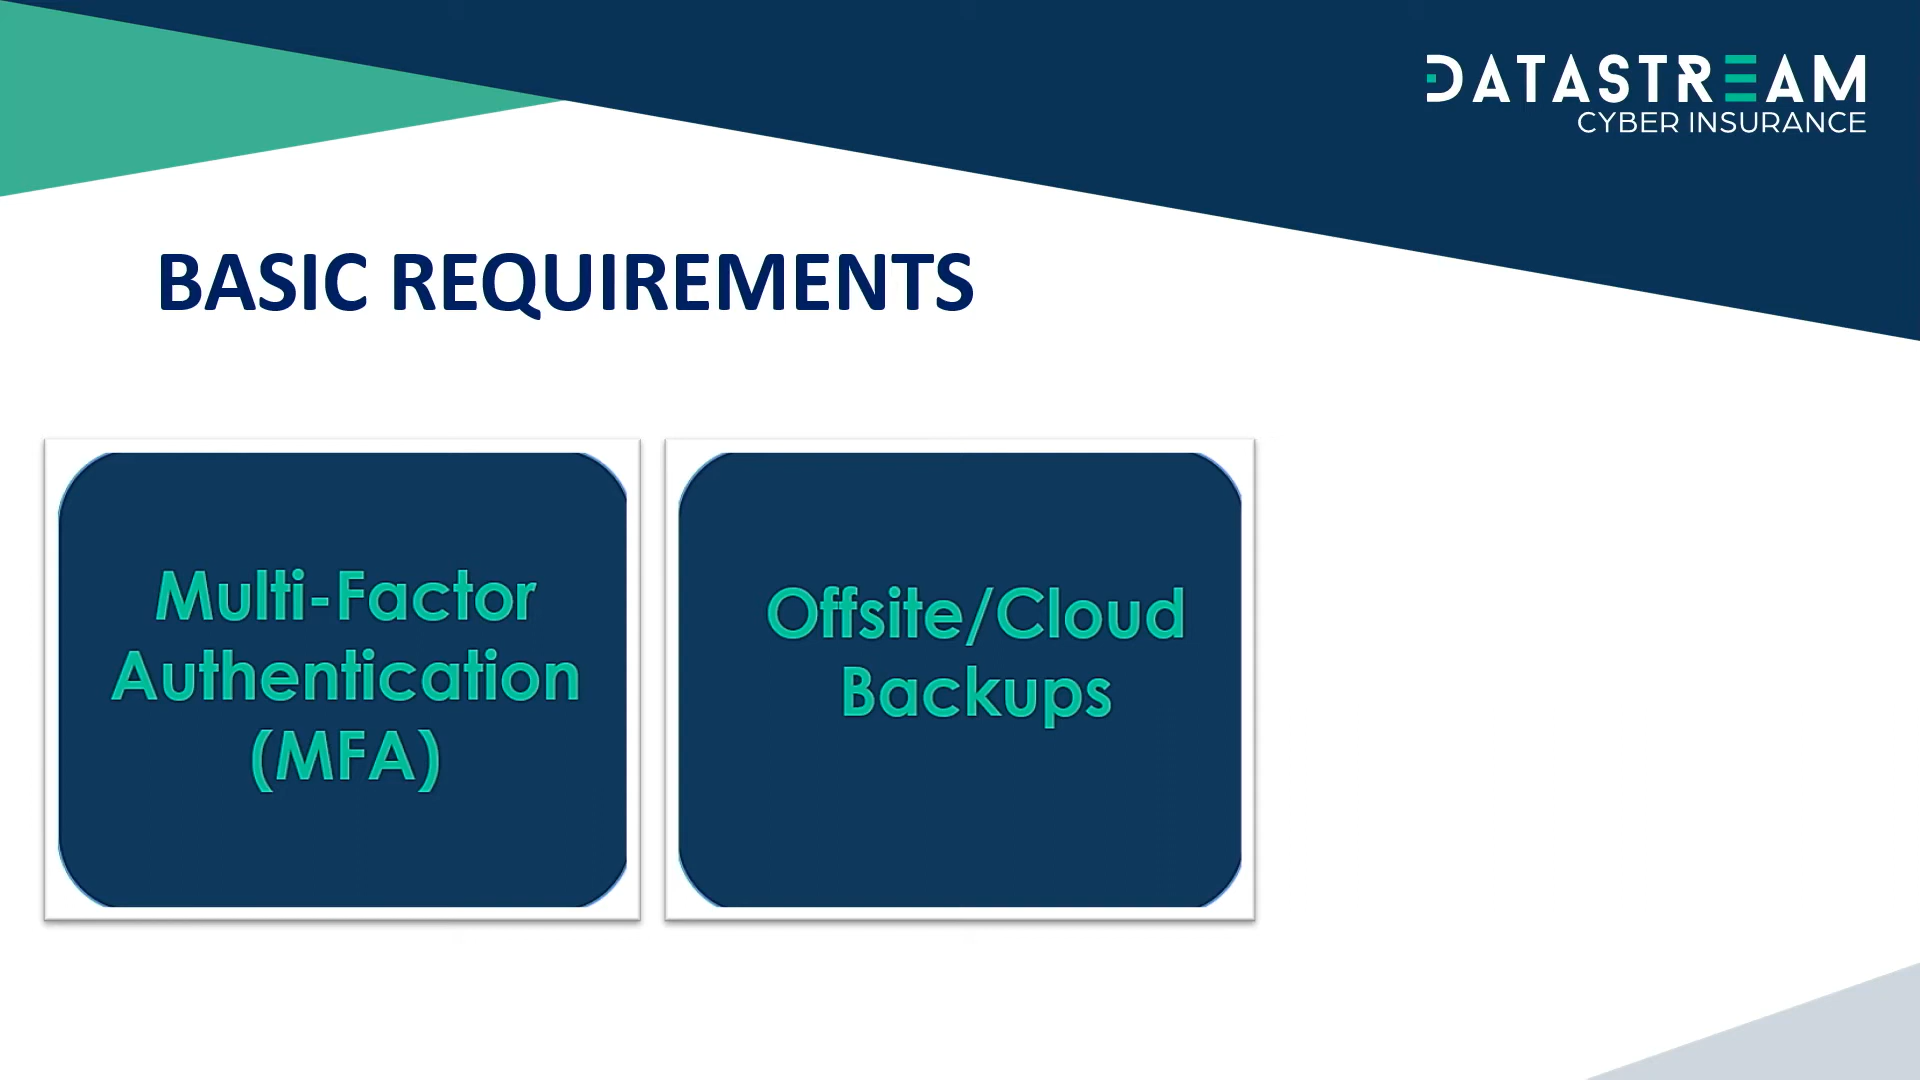 DATASTREAM
CYBER INSURANCE
BASIC REQUIREMENTS
Multi-Factor
Authentication
(MFA)
Offsite/Cloud
Backups